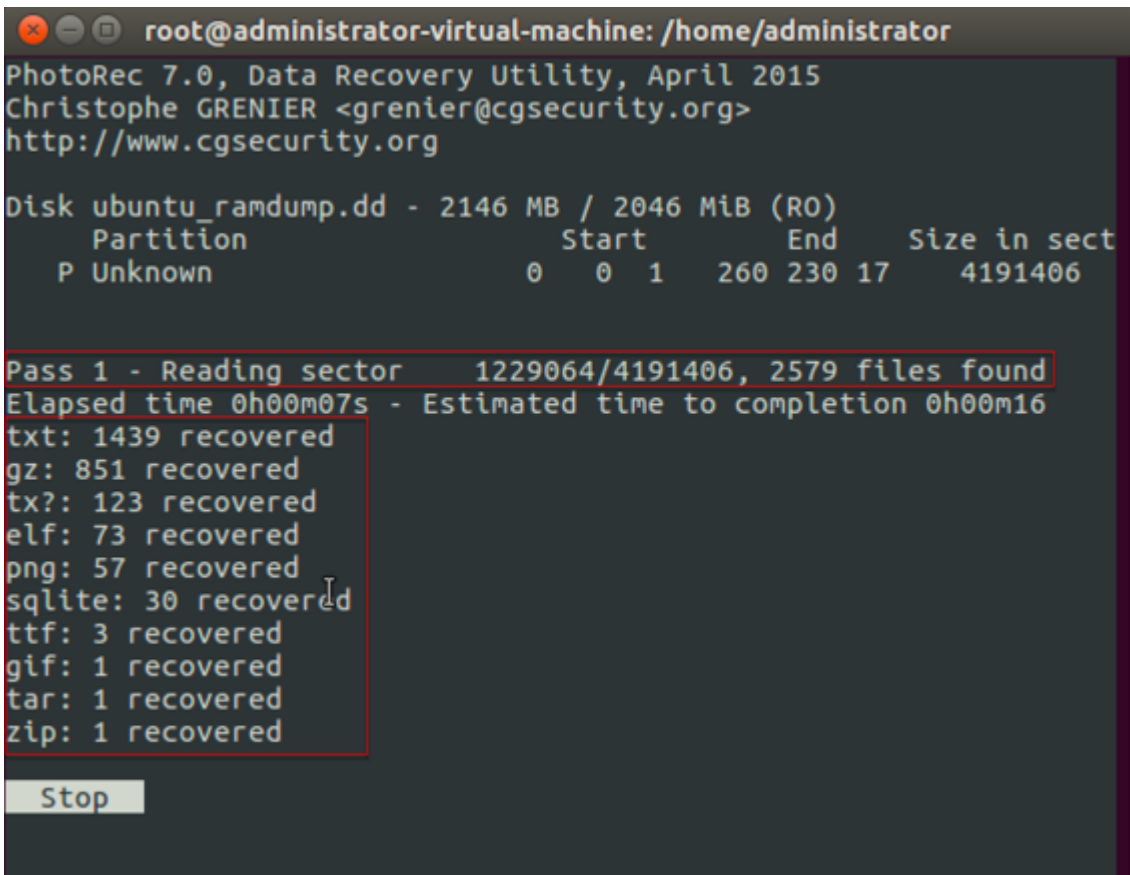 root@administrator-virtual-machine: /home/administrator
PhotoRec 7.0, Data Recovery Utility, April 2015
Christophe GRENIER <grenier@cgsecurity.org>
http://www.cgsecurity.org
Disk ubuntu_ramdump.dd - 2146 MB / 2046 MiB (RO)
Partition Start End Size in sect
P Unknown 0 0 1 260 230 17 4191406
Pass 1 - Reading sector 1229064/4191406, 2579 files found
Elapsed time 0h00m07s - Estimated time to completion 0h00m16
txt: 1439 recovered
gz: 851 recovered
tx?: 123 recovered
elf: 73 recovered
png: 57 recovered
sqlite: 30 recovered
ttf: 3 recovered
gif: 1 recovered
tar: 1 recovered
zip: 1 recovered
Stop